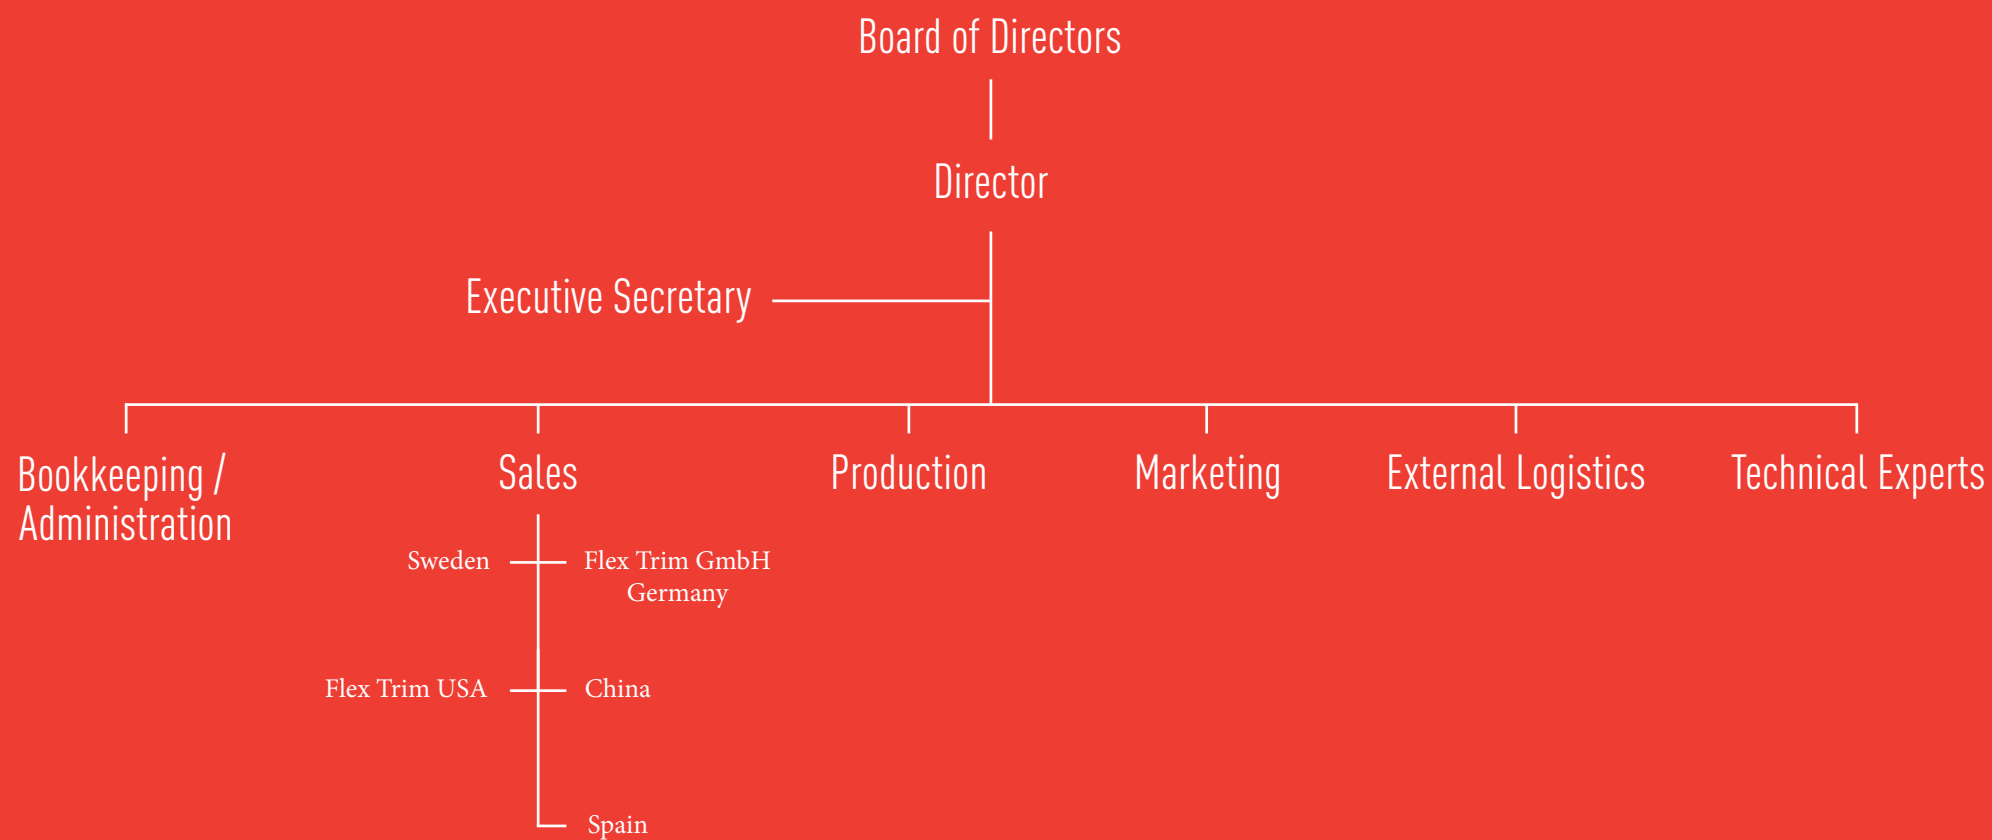 Board of Directors
Director
Executive Secretary
Bookkeeping /
Administration
Sales
Production
Marketing
External Logistics
Technical Experts
Sweden
Flex Trim GmbH
Germany
Flex Trim USA
China
Spain